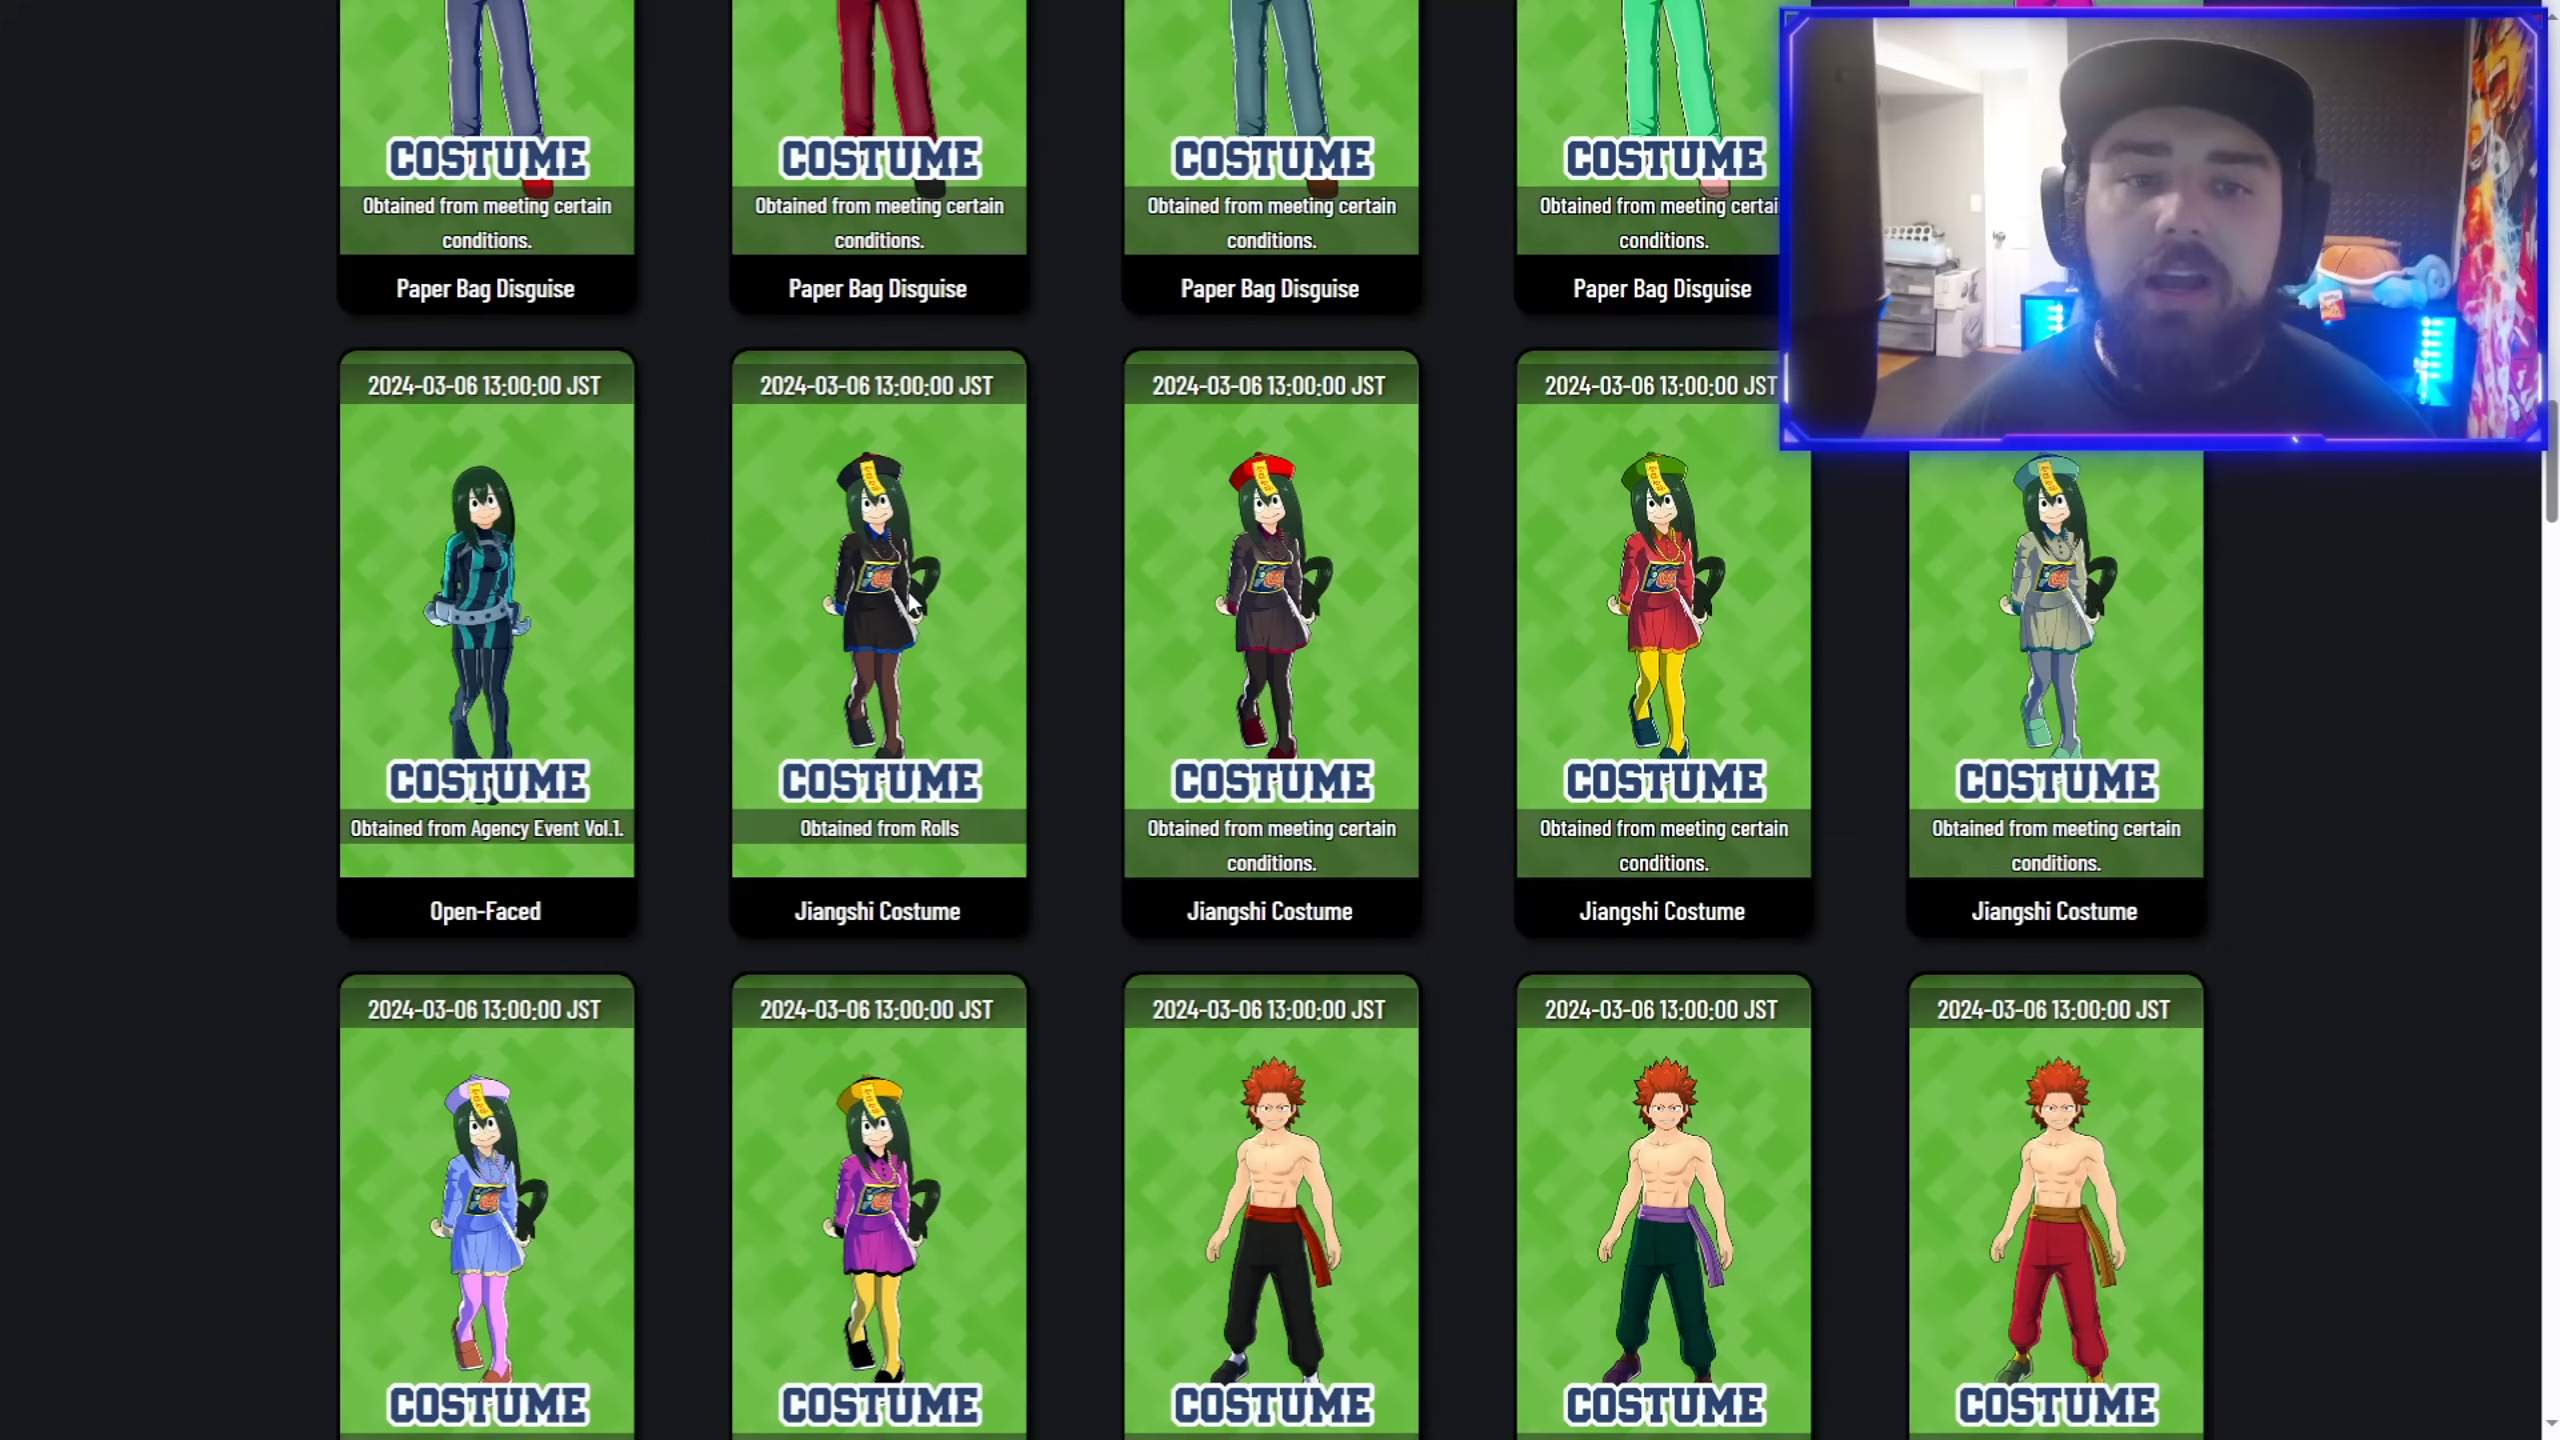 COSTUME COSTUME COSTUME COSTUME
Obtained from meeting certain conditions.
Obtained from meeting certain conditions.
Obtained from meeting certain conditions.
Obtained from meeting certai
conditions.
Paper Bag Disguise Paper Bag Disguise Paper Bag Disguise Paper Bag Disguise
2024-03-06 13:00:00 JST 2024-03-06 13:00:00 JST 2024-03-06 13:00:00 JST 2024-03-06 13:00:00 JST
COSTUME COSTUME COSTUME COSTUME COSTUME
Obtained from Agency Event Vol.1.
Obtained from Rolls
Obtained from meeting certain
conditions.
Obtained from meeting certain
conditions.
Obtained from meeting certain
conditions.
Open-Faced Jiangshi Costume Jiangshi Costume Jiangshi Costume Jiangshi Costume
2024-03-06 13:00:00 JST 2024-03-06 13:00:00 JST 2024-03-06 13:00:00 JST 2024-03-06 13:00:00 JST 2024-03-06 13:00:00 JST
COSTUME COSTUME COSTUME COSTUME COSTUME